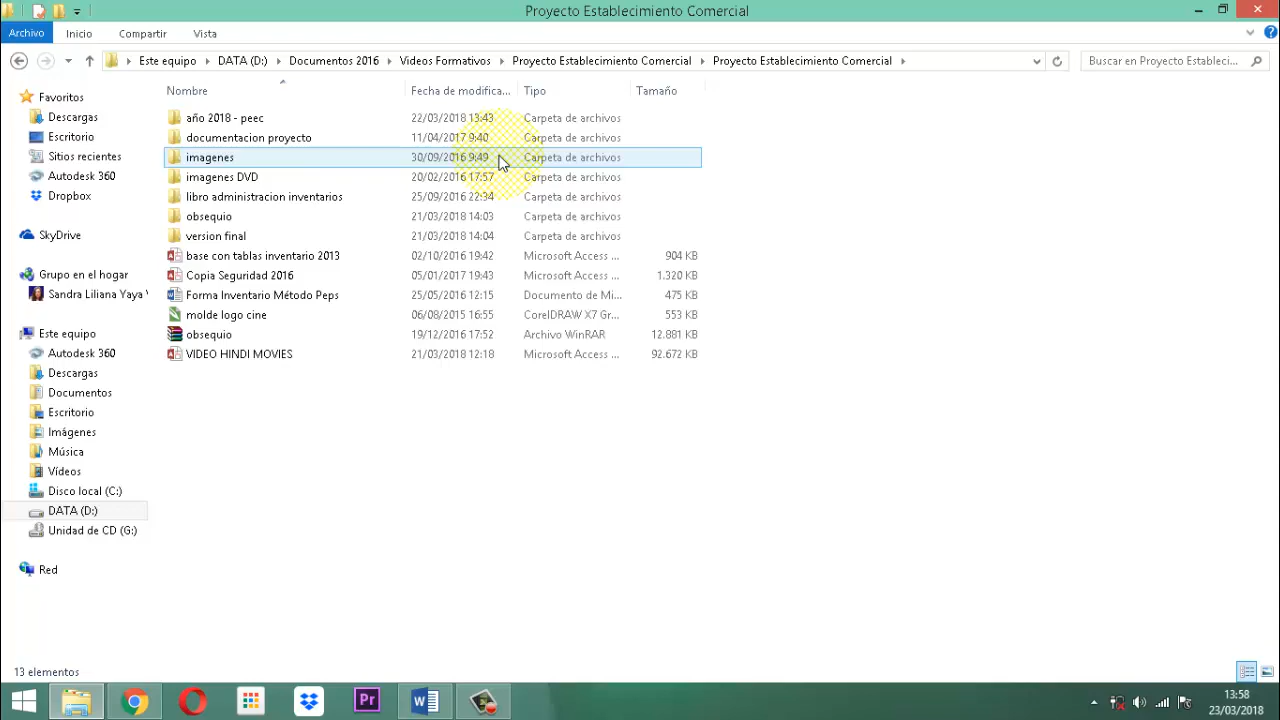 Proyecto Establecimiento Comercial
Archivo Inicio Compartir Vista
Este equipo DATA (D:) Documentos 2016 Videos Formativos Proyecto Establecimiento Comercial Proyecto Establecimiento Comercial Buscar en Proyecto Estableci...
Nombre Fecha de modifica... Tipo Tamaño
Favoritos
Descargas
Escritorio
Sitios recientes
Autodesk 360
Dropbox
SkyDrive
Grupo en el hogar
Sandra Liliana Yaya
Este equipo
Autodesk 360
Descargas
Documentos
Escritorio
Imágenes
Música
Vídeos
Disco local (C:)
DATA (D:)
Unidad de CD (G:)
Red
año 2018 - peec 22/03/2018 13:43 Carpeta de archivos
documentacion proyecto 11/04/2017 9:40 Carpeta de archivos
imagenes 30/09/2016 9:49 Carpeta de archivos
imagenes DVD 20/02/2016 17:57 Carpeta de archivos
libro administracion inventarios 25/09/2016 22:34 Carpeta de archivos
obsequio 21/03/2018 14:03 Carpeta de archivos
version final 21/03/2018 14:04 Carpeta de archivos
base con tablas inventario 2013 02/10/2016 19:42 Microsoft Access ... 904 KB
Copia Seguridad 2016 05/01/2017 19:43 Microsoft Access ... 1.320 KB
Forma Inventario Método Peps 25/05/2016 12:15 Documento de Mi... 475 KB
molde logo cine 06/08/2015 16:55 CorelDRAW X7 Gr... 553 KB
obsequio 19/12/2016 17:52 Archivo WinRAR 12.881 KB
VIDEO HINDI MOVIES 21/03/2018 12:18 Microsoft Access ... 92.672 KB
13 elementos
Pr
13:58
23/03/2018